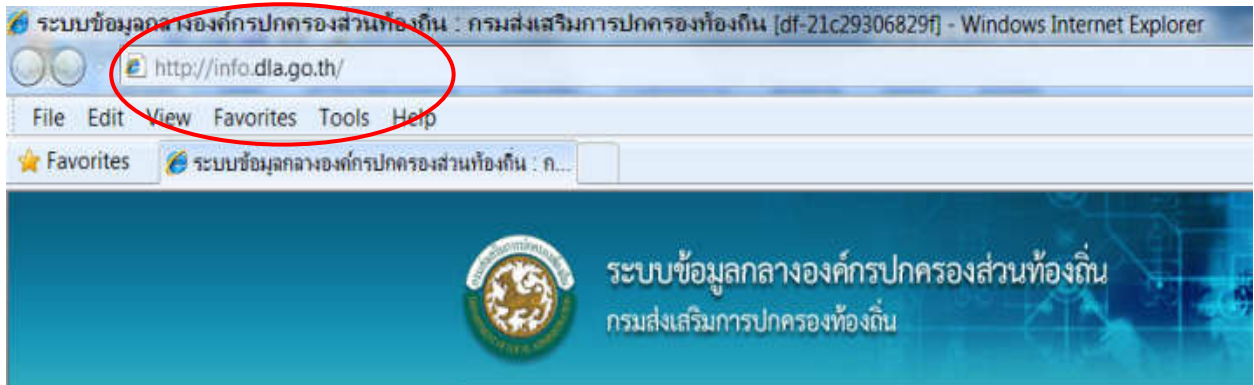 ระบบข้อมูลกลางองค์กรปกครองส่วนท้องถิ่น : กรมส่งเสริมการปกครองท้องถิ่น [df-21c29306829f] - Windows Internet Explorer
http://info.dla.go.th/
File Edit View Favorites Tools Help
Favorites ระบบข้อมูลกลางองค์กรปกครองส่วนท้องถิ่น : ก...
ระบบข้อมูลกลางองค์กรปกครองส่วนท้องถิ่น
กรมส่งเสริมการปกครองท้องถิ่น